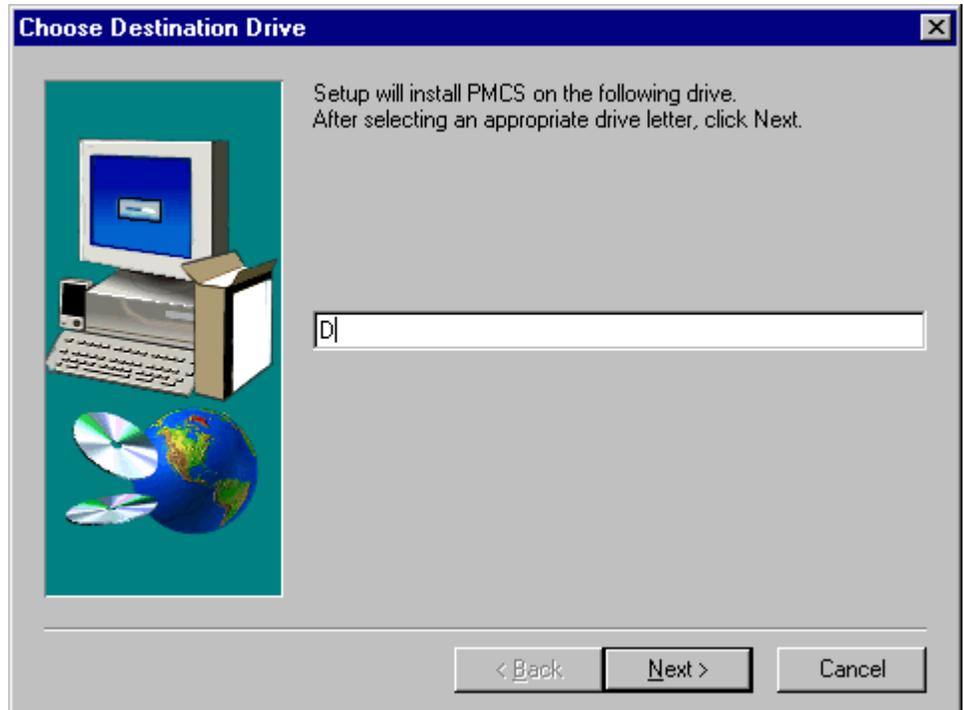 Choose Destination Drive
Setup will install PMCS on the following drive.
After selecting an appropriate drive letter, click Next.
D
< Back
Next >
Cancel